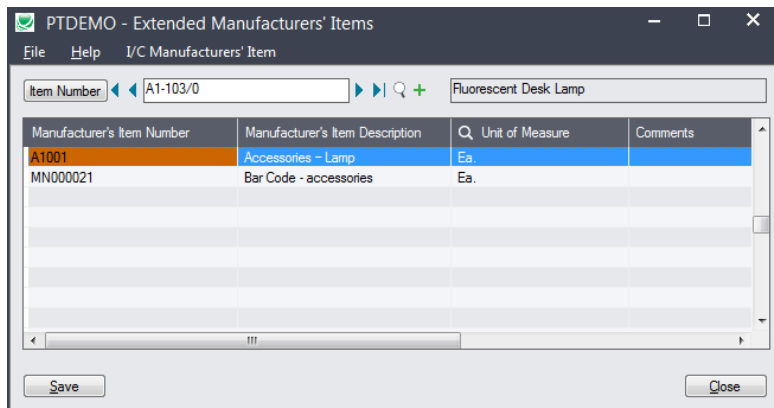 PTDEMO - Extended Manufacturers' Items
File Help I/C Manufacturers' Item
Item Number A1-103/0 Fluorescent Desk Lamp
Manufacturer's Item Number Manufacturer's Item Description Unit of Measure Comments
A1001 Accessories – Lamp Ea.
MN000021 Bar Code - accessories Ea.
Save Close